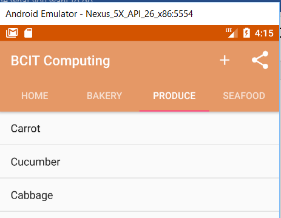 Android Emulator - Nexus_5X_API_26_x86:5554
4:15
BCIT Computing
HOME BAKERY PRODUCE SEAFOOD
Carrot
Cucumber
Cabbage